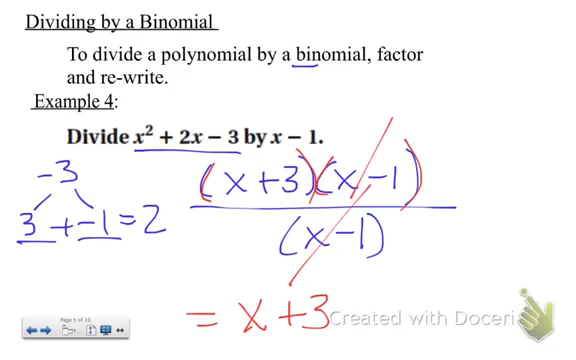 Dividing by a Binomial
To divide a polynomial by a binomial, factor
and re-write.
Example 4:
Divide x² + 2x − 3 by x − 1.
-3
3 + -1 = 2
(x+3)(x-1)
(x-1)
= x+3
Created with Doceri
Page 5 of 10